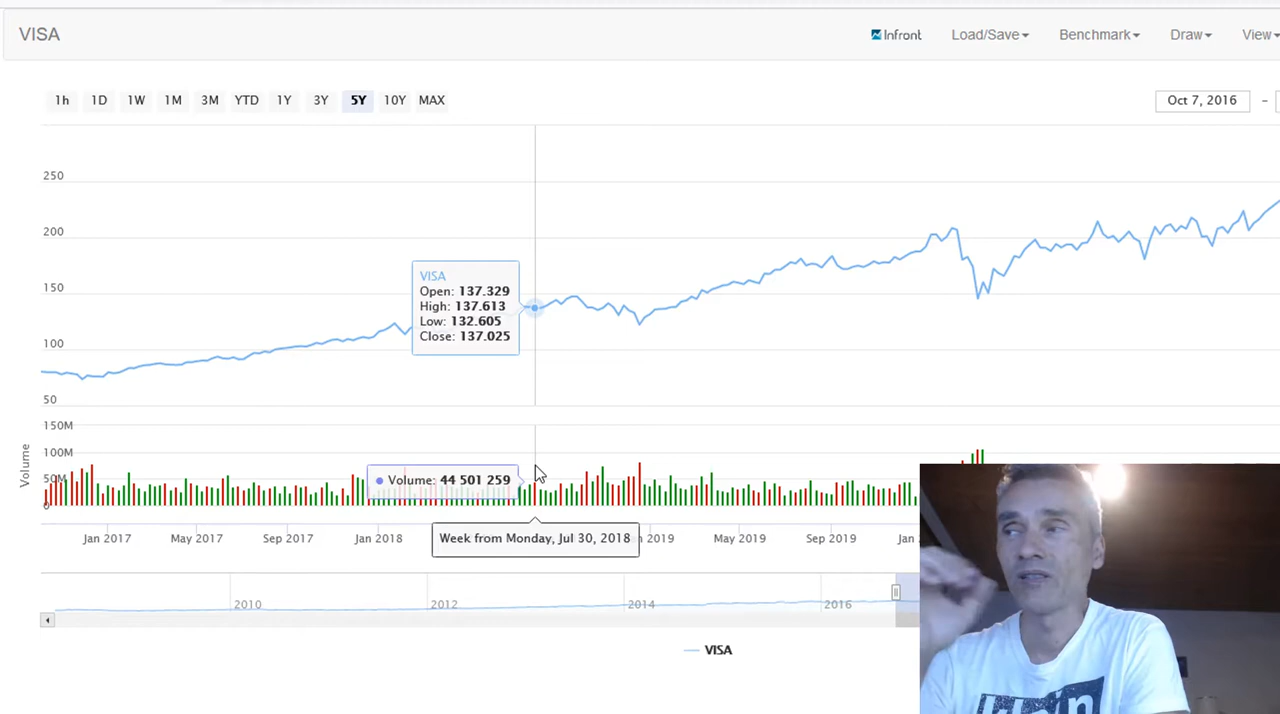 VISA
Infront
Load/Save
Benchmark
Draw
View
1h 1D 1W 1M 3M YTD 1Y 3Y 5Y 10Y MAX
Oct 7, 2016 -
250
200
150
100
50
VISA
Open: 137.329
High: 137.613
Low: 132.605
Close: 137.025
Volume
150M
100M
50M
0
Volume: 44 501 259
Jan 2017 May 2017 Sep 2017 Jan 2018 2019 May 2019 Sep 2019 Jan
Week from Monday, Jul 30, 2018
2010 2012 2014 2016
VISA
klein